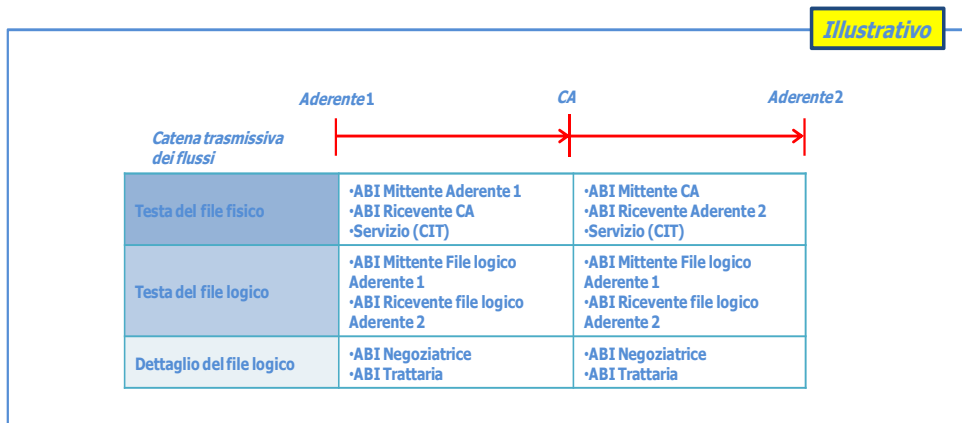 Illustrativo
Aderente 1
CA
Aderente 2
Catena trasmissiva
dei flussi
Testa del file fisico
•ABI Mittente Aderente 1
•ABI Ricevente CA
•Servizio (CIT)
•ABI Mittente CA
•ABI Ricevente Aderente 2
•Servizio (CIT)
Testa del file logico
•ABI Mittente File logico
Aderente 1
•ABI Ricevente file logico
Aderente 2
•ABI Mittente File logico
Aderente 1
•ABI Ricevente file logico
Aderente 2
Dettaglio del file logico
•ABI Negoziatrice
•ABI Trattaria
•ABI Negoziatrice
•ABI Trattaria